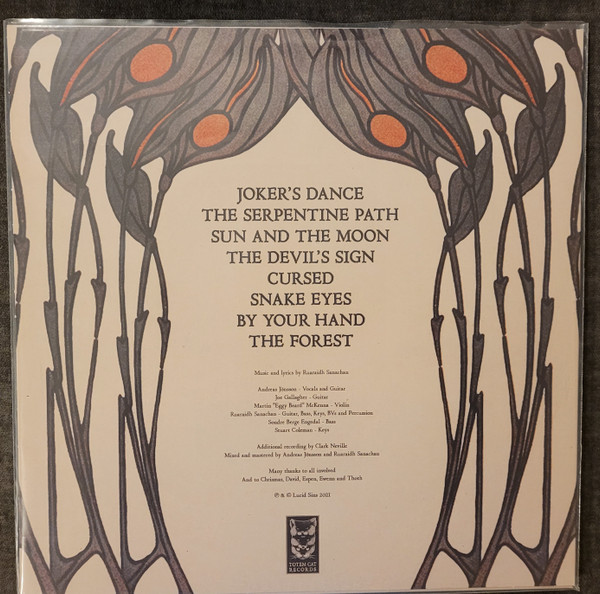 JOKER'S DANCE
THE SERPENTINE PATH
SUN AND THE MOON
THE DEVIL'S SIGN
CURSED
SNAKE EYES
BY YOUR HAND
THE FOREST
Music and lyrics by Ruaraidh Sanachan
Andreas Jönsson - Vocals and Guitar
Jon Gallagher - Guitar
Martin "Eggy Beard" McKenna - Violin
Ruaraidh Sanachan - Guitar, Bass, Keys, BVs and Percussion
Sondre Berge Engedal - Bass
Stuart Coleman - Keys
Additional recording by Clark Neville
Mixed and mastered by Andreas Jönsson and Ruaraidh Sanachan
Many thanks to all involved
And to Chrismas, David, Espen, and Thosh
℗ & © Lucid Sins 2021
TOTEM CAT
RECORDS